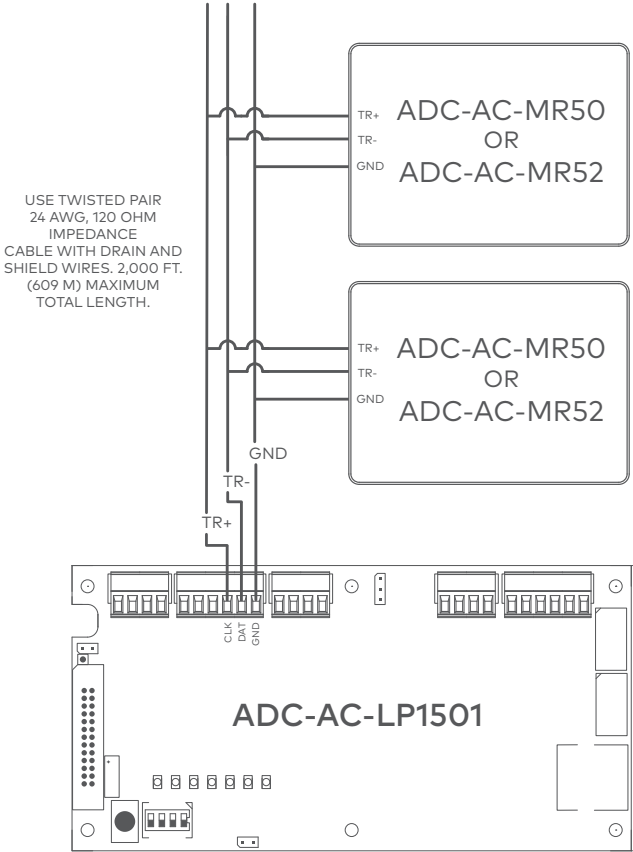 TR+
TR-
GND
ADC-AC-MR50
OR
ADC-AC-MR52
USE TWISTED PAIR
24 AWG, 120 OHM
IMPEDANCE
CABLE WITH DRAIN AND
SHIELD WIRES. 2,000 FT.
(609 M) MAXIMUM
TOTAL LENGTH.
TR+
TR-
GND
ADC-AC-MR50
OR
ADC-AC-MR52
GND
TR-
TR+
CLK
DAT
GND
ADC-AC-LP1501